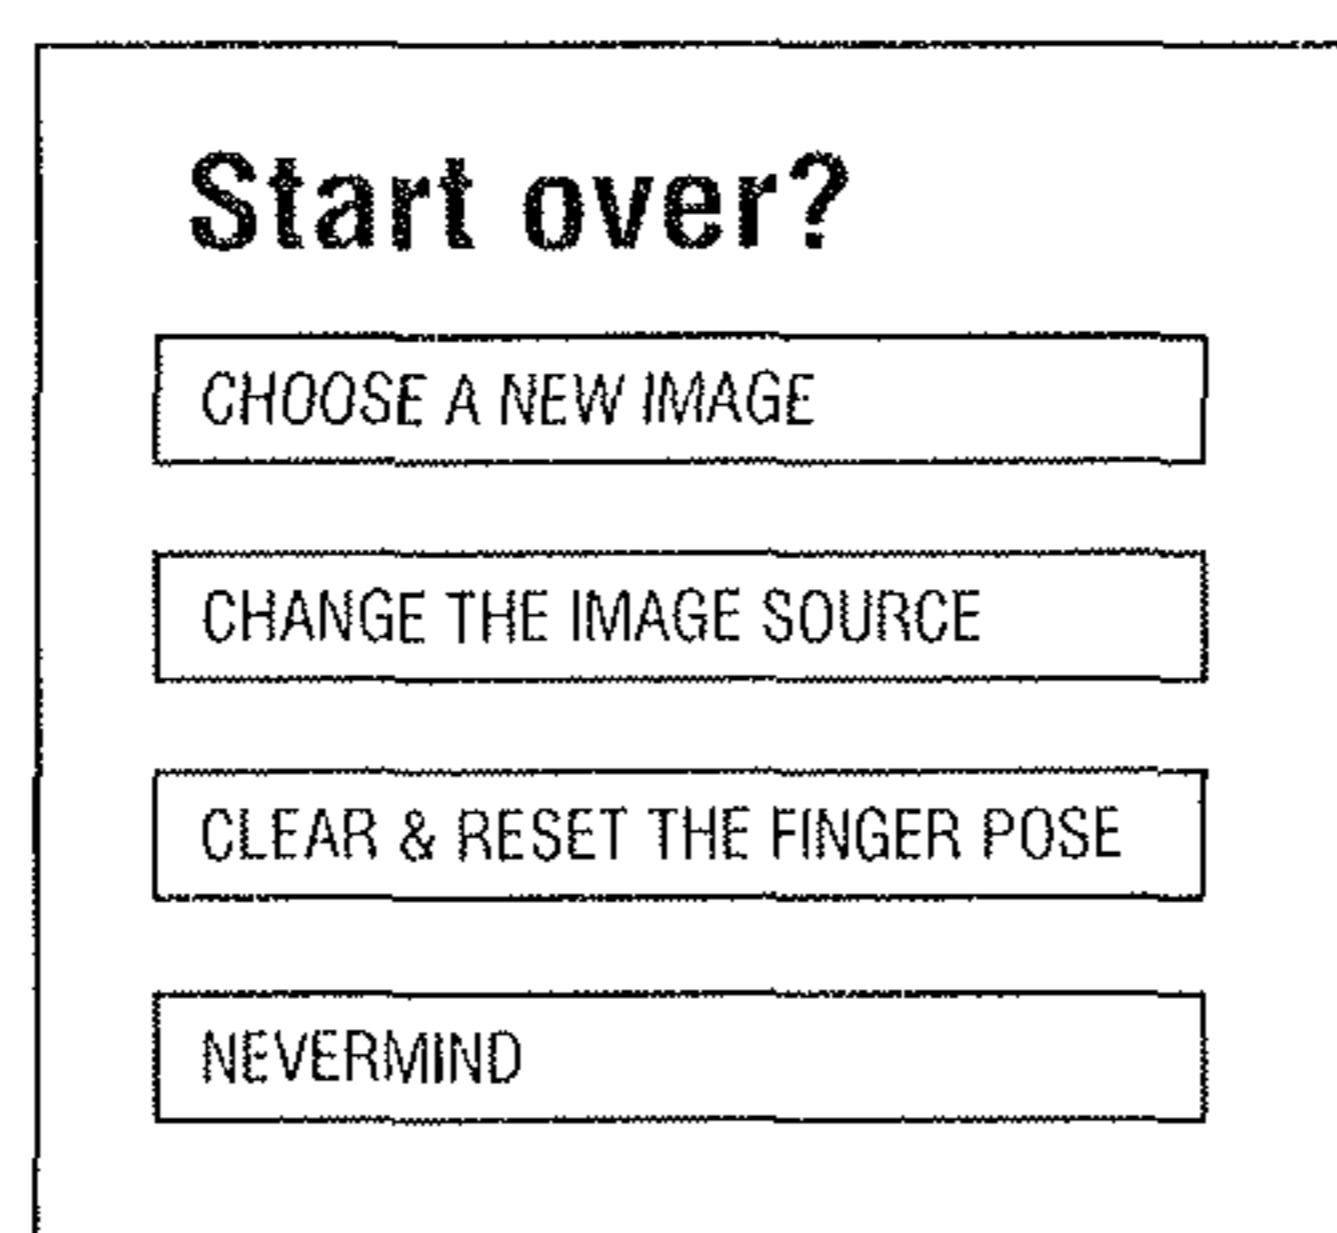 Start over?
CHOOSE A NEW IMAGE
CHANGE THE IMAGE SOURCE
CLEAR & RESET THE FINGER POSE
NEVERMIND